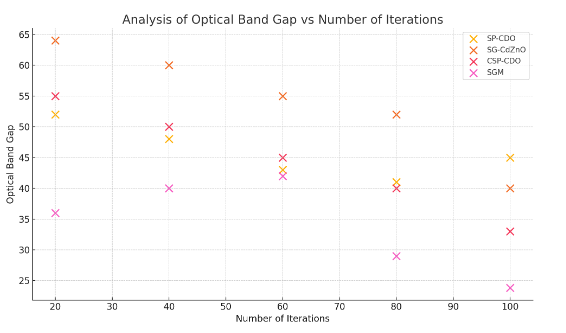 Analysis of Optical Band Gap vs Number of Iterations
SP-CDO
SG-CdZnO
CSP-CDO
SGM
Optical Band Gap
65
60
55
50
45
40
35
30
25
20
30
40
50
60
70
80
90
100
Number of Iterations